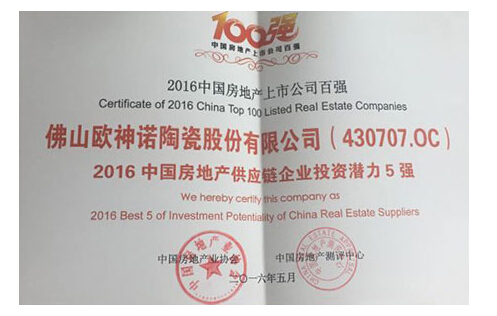 100强
中国房地产上市公司百强
2016中国房地产上市公司百强
Certificate of 2016 China Top 100 Listed Real Estate Companies
佛山欧神诺陶瓷股份有限公司（430707.OC）
2016 中国房地产供应链企业投资潜力 5 强
We hereby certify this company as
2016 Best 5 of Investment Potentiality of China Real Estate Suppliers
中国房地产业协会 中国房地产测评中心
二〇一六年五月